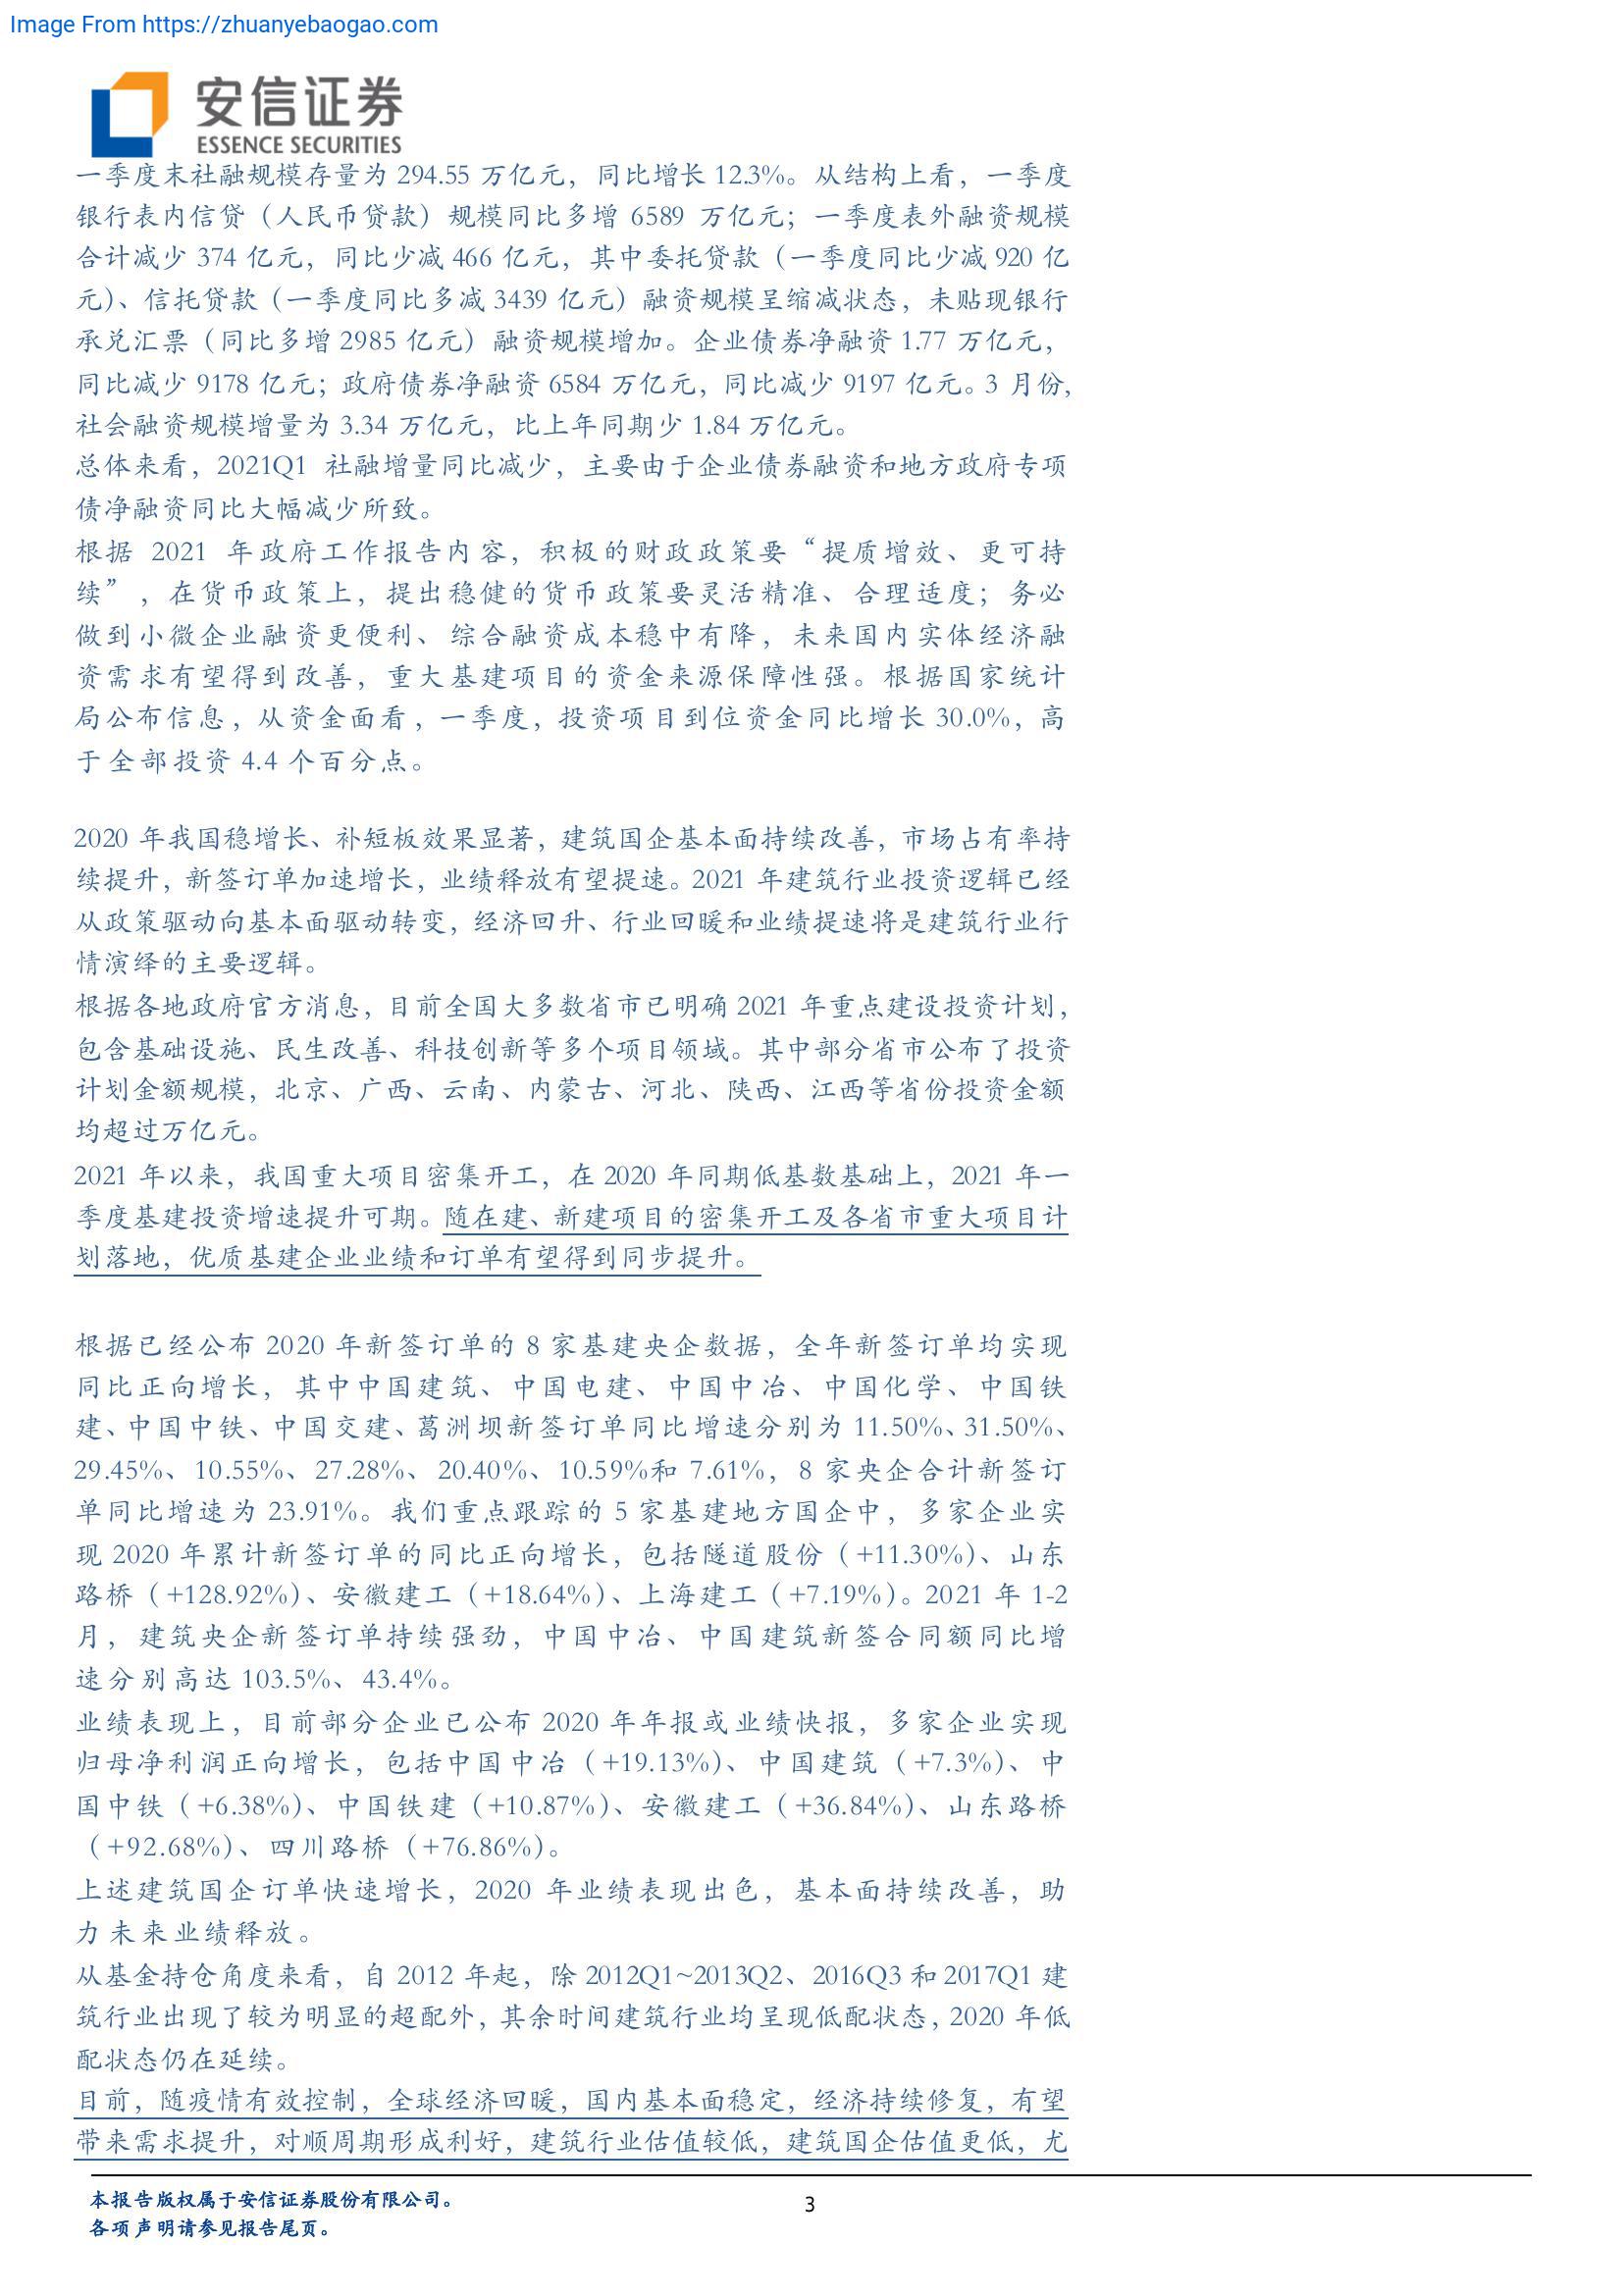 Image From https://zhuanyebaogao.com
安信证券
ESSENCE SECURITIES
一季度末社融规模存量为 294.55 万亿元，同比增长 12.3%。从结构上看，一季度
银行表内信贷（人民币贷款）规模同比多增 6589 万亿元；一季度表外融资规模
合计减少 374 亿元，同比少减 466 亿元，其中委托贷款（一季度同比少减 920 亿
元）、信托贷款（一季度同比多减 3439 亿元）融资规模呈缩减状态，未贴现银行
承兑汇票（同比多增 2985 亿元）融资规模增加。企业债券净融资 1.77 万亿元，
同比减少 9178 亿元；政府债券净融资 6584 万亿元，同比减少 9197 亿元。3 月份，
社会融资规模增量为 3.34 万亿元，比上年同期少 1.84 万亿元。
总体来看，2021Q1 社融增量同比减少，主要由于企业债券融资和地方政府专项
债净融资同比大幅减少所致。
根据 2021 年政府工作报告内容，积极的财政政策要“提质增效、更可持
续”，在货币政策上，提出稳健的货币政策要灵活精准、合理适度；务必
做到小微企业融资更便利、综合融资成本稳中有降，未来国内实体经济融
资需求有望得到改善，重大基建项目的资金来源保障性强。根据国家统计
局公布信息，从资金面看，一季度，投资项目到位资金同比增长 30.0%，高
于全部投资 4.4 个百分点。
2020 年我国稳增长、补短板效果显著，建筑国企基本面持续改善，市场占有率持
续提升，新签订单加速增长，业绩释放有望提速。2021 年建筑行业投资逻辑已经
从政策驱动向基本面驱动转变，经济回升、行业回暖和业绩提速将是建筑行业行
情演绎的主要逻辑。
根据各地政府官方消息，目前全国大多数省市已明确 2021 年重点建设投资计划，
包含基础设施、民生改善、科技创新等多个项目领域。其中部分省市公布了投资
计划金额规模，北京、广西、云南、内蒙古、河北、陕西、江西等省份投资金额
均超过万亿元。
2021 年以来，我国重大项目密集开工，在 2020 年同期低基数基础上，2021 年一
季度基建投资增速提升可期。随在建、新建项目的密集开工及各省市重大项目计
划落地，优质基建企业业绩和订单有望得到同步提升。
根据已经公布 2020 年新签订单的 8 家基建央企数据，全年新签订单均实现
同比正向增长，其中中国建筑、中国电建、中国中冶、中国化学、中国铁
建、中国中铁、中国交建、葛洲坝新签订单同比增速分别为 11.50%、31.50%、
29.45%、10.55%、27.28%、20.40%、10.59%和 7.61%，8 家央企合计新签订
单同比增速为 23.91%。我们重点跟踪的 5 家基建地方国企中，多家企业实
现 2020 年累计新签订单的同比正向增长，包括隧道股份（+11.30%）、山东
路桥（+128.92%）、安徽建工（+18.64%）、上海建工（+7.19%）。2021 年 1-2
月，建筑央企新签订单持续强劲，中国中冶、中国建筑新签合同额同比增
速分别高达 103.5%、43.4%。
业绩表现上，目前部分企业已公布 2020 年年报或业绩快报，多家企业实现
归母净利润正向增长，包括中国中冶（+19.13%）、中国建筑（+7.3%）、中
国中铁（+6.38%）、中国铁建（+10.87%）、安徽建工（+36.84%）、山东路桥
（+92.68%）、四川路桥（+76.86%）。
上述建筑国企订单快速增长，2020 年业绩表现出色，基本面持续改善，助
力未来业绩释放。
从基金持仓角度来看，自 2012 年起，除 2012Q1~2013Q2、2016Q3 和 2017Q1 建
筑行业出现了较为明显的超配外，其余时间建筑行业均呈现低配状态，2020 年低
配状态仍在延续。
目前，随疫情有效控制，全球经济回暖，国内基本面稳定，经济持续修复，有望
带来需求提升，对顺周期形成利好，建筑行业估值较低，建筑国企估值更低，尤
本报告版权属于安信证券股份有限公司。
3
各项声明请参见报告尾页。